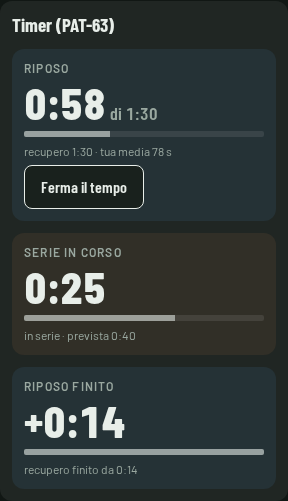 Timer (PAT-63)
RIPOSO
0:58 di 1:30
recupero 1:30 · tua media 78 s
Ferma il tempo
SERIE IN CORSO
0:25
in serie · prevista 0:40
RIPOSO FINITO
+0:14
recupero finito da 0:14